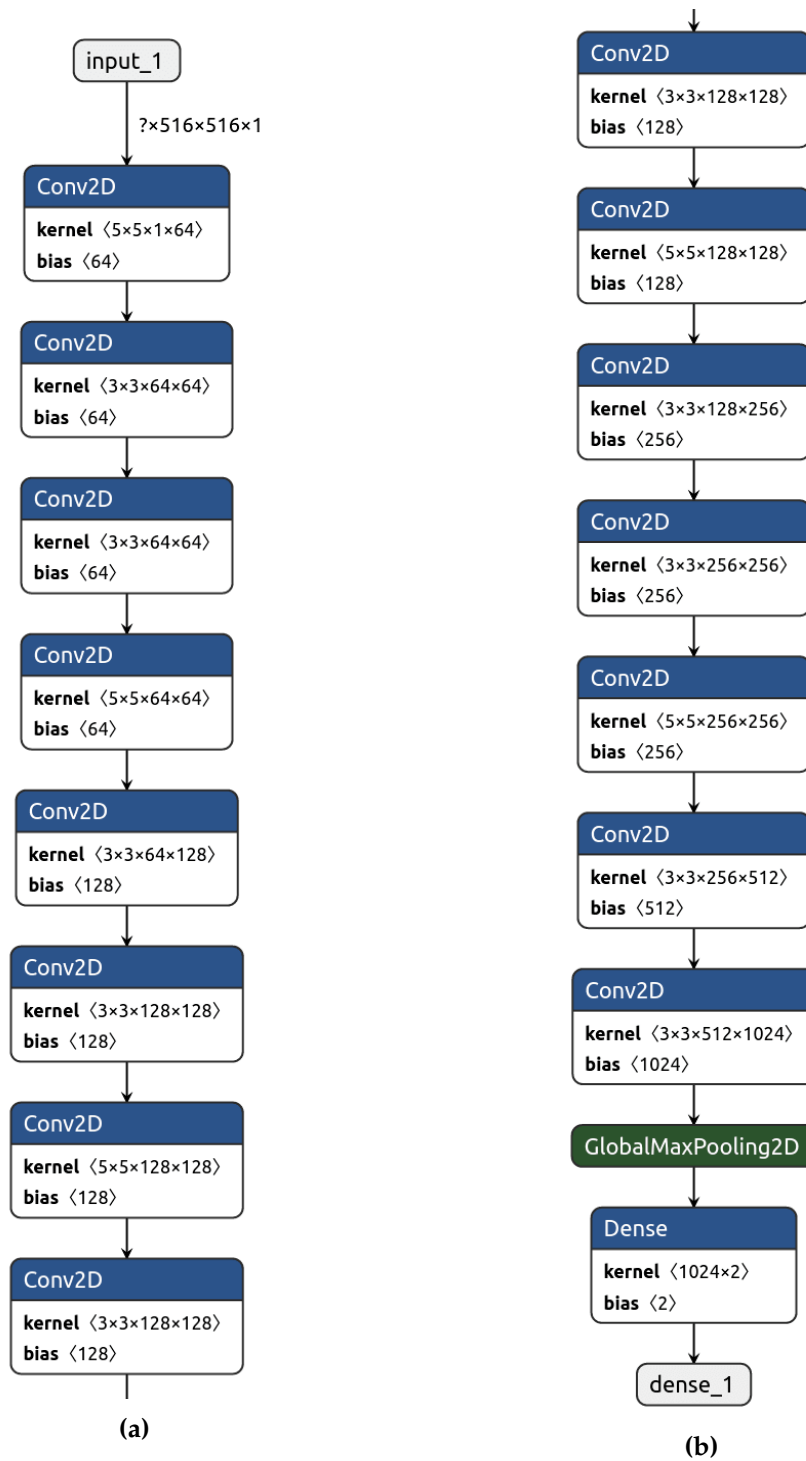 input_1
?×516×516×1
Conv2D
kernel 〈5×5×1×64〉
bias 〈64〉
Conv2D
kernel 〈3×3×64×64〉
bias 〈64〉
Conv2D
kernel 〈3×3×64×64〉
bias 〈64〉
Conv2D
kernel 〈5×5×64×64〉
bias 〈64〉
Conv2D
kernel 〈3×3×64×128〉
bias 〈128〉
Conv2D
kernel 〈3×3×128×128〉
bias 〈128〉
Conv2D
kernel 〈5×5×128×128〉
bias 〈128〉
Conv2D
kernel 〈3×3×128×128〉
bias 〈128〉
(a)
Conv2D
kernel 〈3×3×128×128〉
bias 〈128〉
Conv2D
kernel 〈5×5×128×128〉
bias 〈128〉
Conv2D
kernel 〈3×3×128×256〉
bias 〈256〉
Conv2D
kernel 〈3×3×256×256〉
bias 〈256〉
Conv2D
kernel 〈5×5×256×256〉
bias 〈256〉
Conv2D
kernel 〈3×3×256×512〉
bias 〈512〉
Conv2D
kernel 〈3×3×512×1024〉
bias 〈1024〉
GlobalMaxPooling2D
Dense
kernel 〈1024×2〉
bias 〈2〉
dense_1
(b)